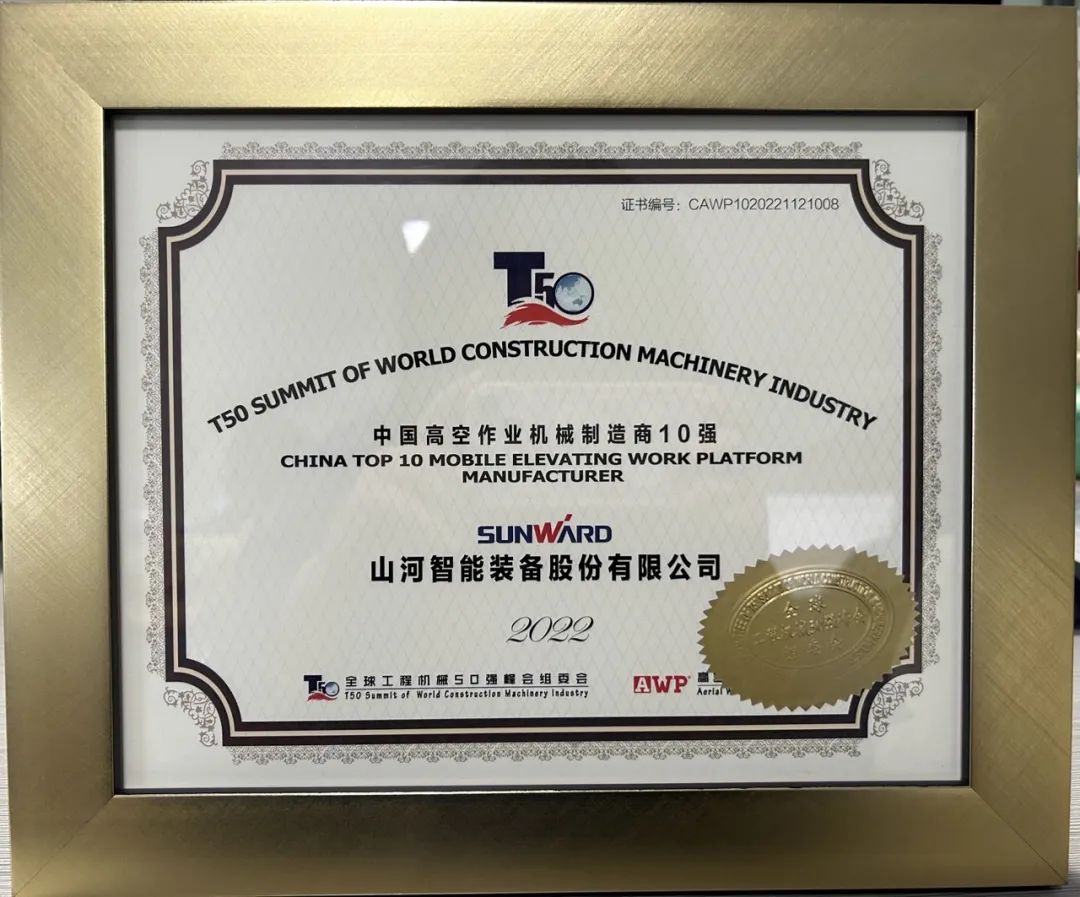 证书编号：CAWP1020221121008
T50
T50 SUMMIT OF WORLD CONSTRUCTION MACHINERY INDUSTRY
中国高空作业机械制造商10强
CHINA TOP 10 MOBILE ELEVATING WORK PLATFORM
MANUFACTURER
SUNWARD
山河智能装备股份有限公司
2022
T50 全球工程机械50强峰会组委会
T50 Summit of World Construction Machinery Industry
AWP® 高
Aerial